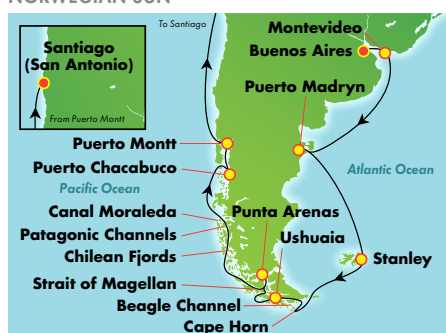 NORWEGIAN SUN
To Santiago
Montevideo
Santiago
(San Antonio)
Buenos Aires
Puerto Madryn
From Puerto Montt
Puerto Montt
Puerto Chacabuco
Atlantic Ocean
Pacific Ocean
Canal Moraleda
Punta Arenas
Patagonic Channels
Ushuaia
Chilean Fjords
Stanley
Strait of Magellan
Beagle Channel
Cape Horn